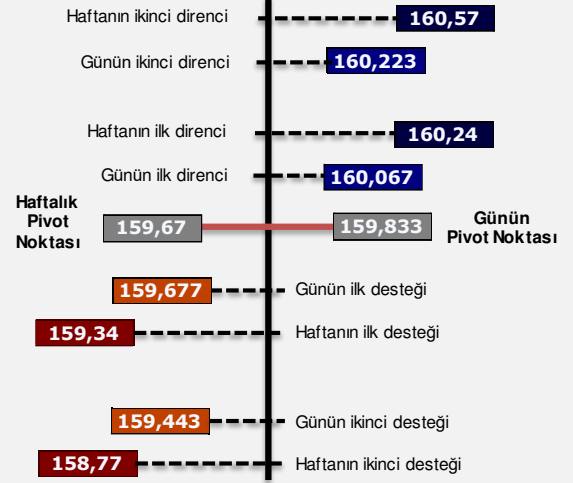 Haftanın ikinci direnci 160,57
Günün ikinci direnci 160,223
Haftanın ilk direnci 160,24
Günün ilk direnci 160,067
Haftalık
Pivot
Noktası
159,67
159,833
Günün
Pivot Noktası
159,677 Günün ilk desteği
159,34 Haftanın ilk desteği
159,443 Günün ikinci desteği
158,77 Haftanın ikinci desteği